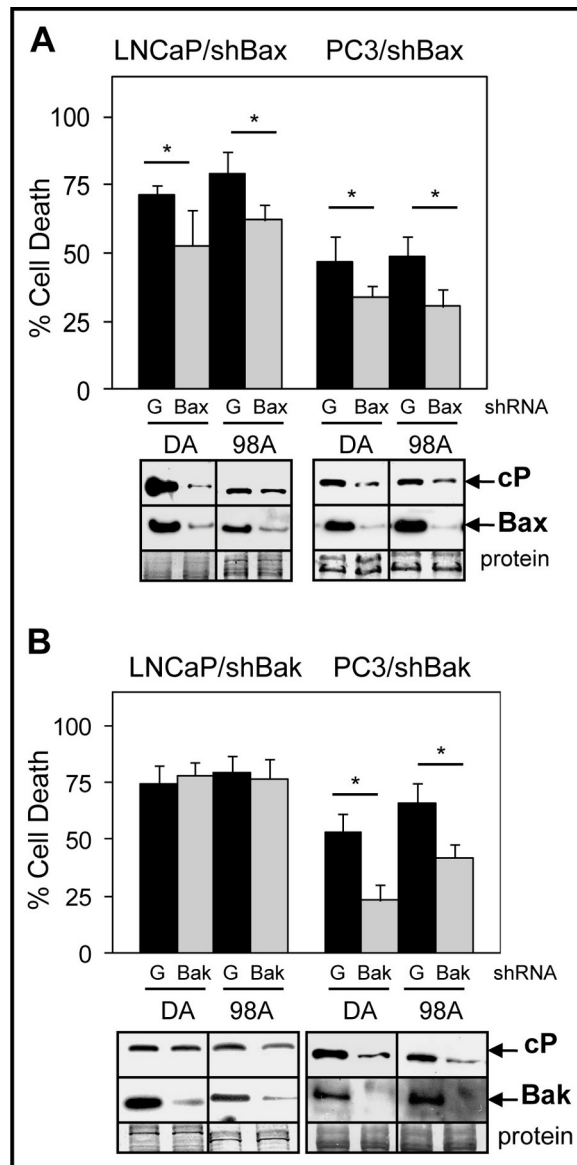 A
LNCaP/shBax PC3/shBax
* * * *
100
75
50
25
0
% Cell Death
G Bax G Bax G Bax G Bax shRNA
DA 98A DA 98A
cP
Bax
protein
B
LNCaP/shBak PC3/shBak
* *
100
75
50
25
0
% Cell Death
G Bak G Bak G Bak G Bak shRNA
DA 98A DA 98A
cP
Bak
protein